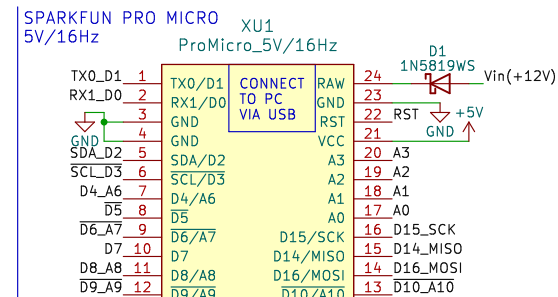 SPARKFUN PRO MICRO
5V/16Hz
XU1
ProMicro_5V/16Hz
D1
1N5819WS
Vin(+12V)
CONNECT
TO PC
VIA USB
TX0_D1 1 TX0/D1 RAW 24
RX1_D0 2 RX1/D0 GND 23
3 GND RST 22 RST +5V
GND
4 GND VCC 21
GND
SDA_D2 5 SDA/D2 A3 20 A3
SCL_D3 6 SCL/D3 A2 19 A2
D4_A6 7 D4/A6 A1 18 A1
D5 8 D5 A0 17 A0
D6_A7 9 D6/A7 D15/SCK 16 D15_SCK
D7 10 D7 D14/MISO 15 D14_MISO
D8_A8 11 D8/A8 D16/MOSI 14 D16_MOSI
D9_A9 12 D9/A9 D10/A10 13 D10_A10